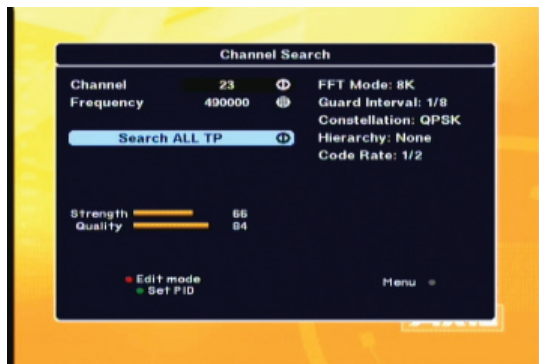 Channel Search
Channel 23
Frequency 490000
Search ALL TP
FFT Mode: 8K
Guard Interval: 1/8
Constellation: QPSK
Hierarchy: None
Code Rate: 1/2
Strength 66
Quality 84
Edit mode
Set PID
Menu